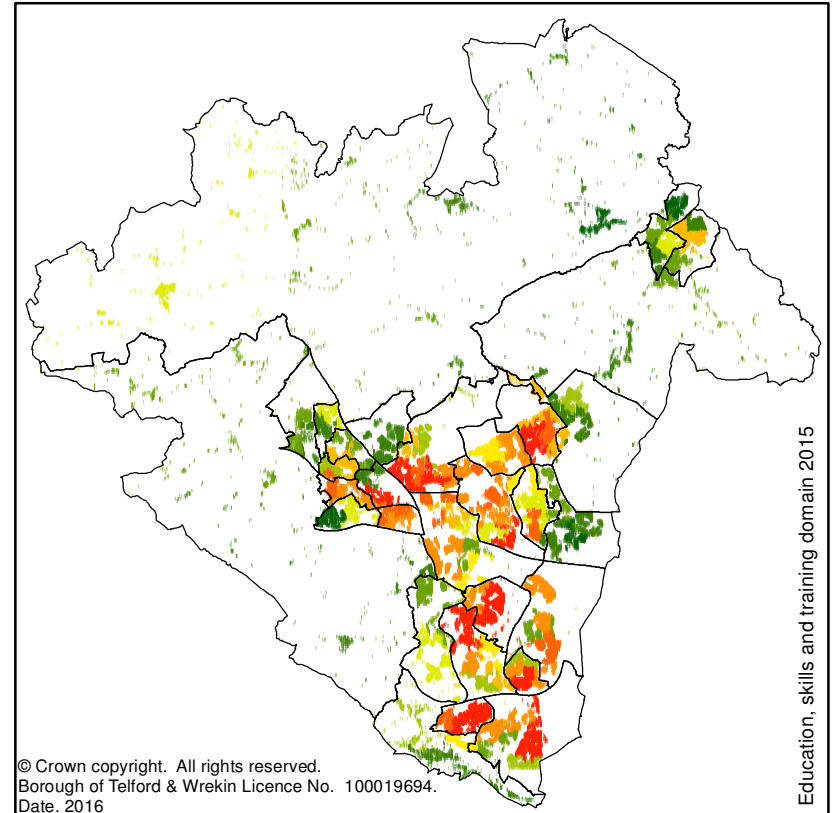 Education, skills and training domain 2015
© Crown copyright.  All rights reserved.
Borough of Telford & Wrekin Licence No.  100019694.
Date. 2016